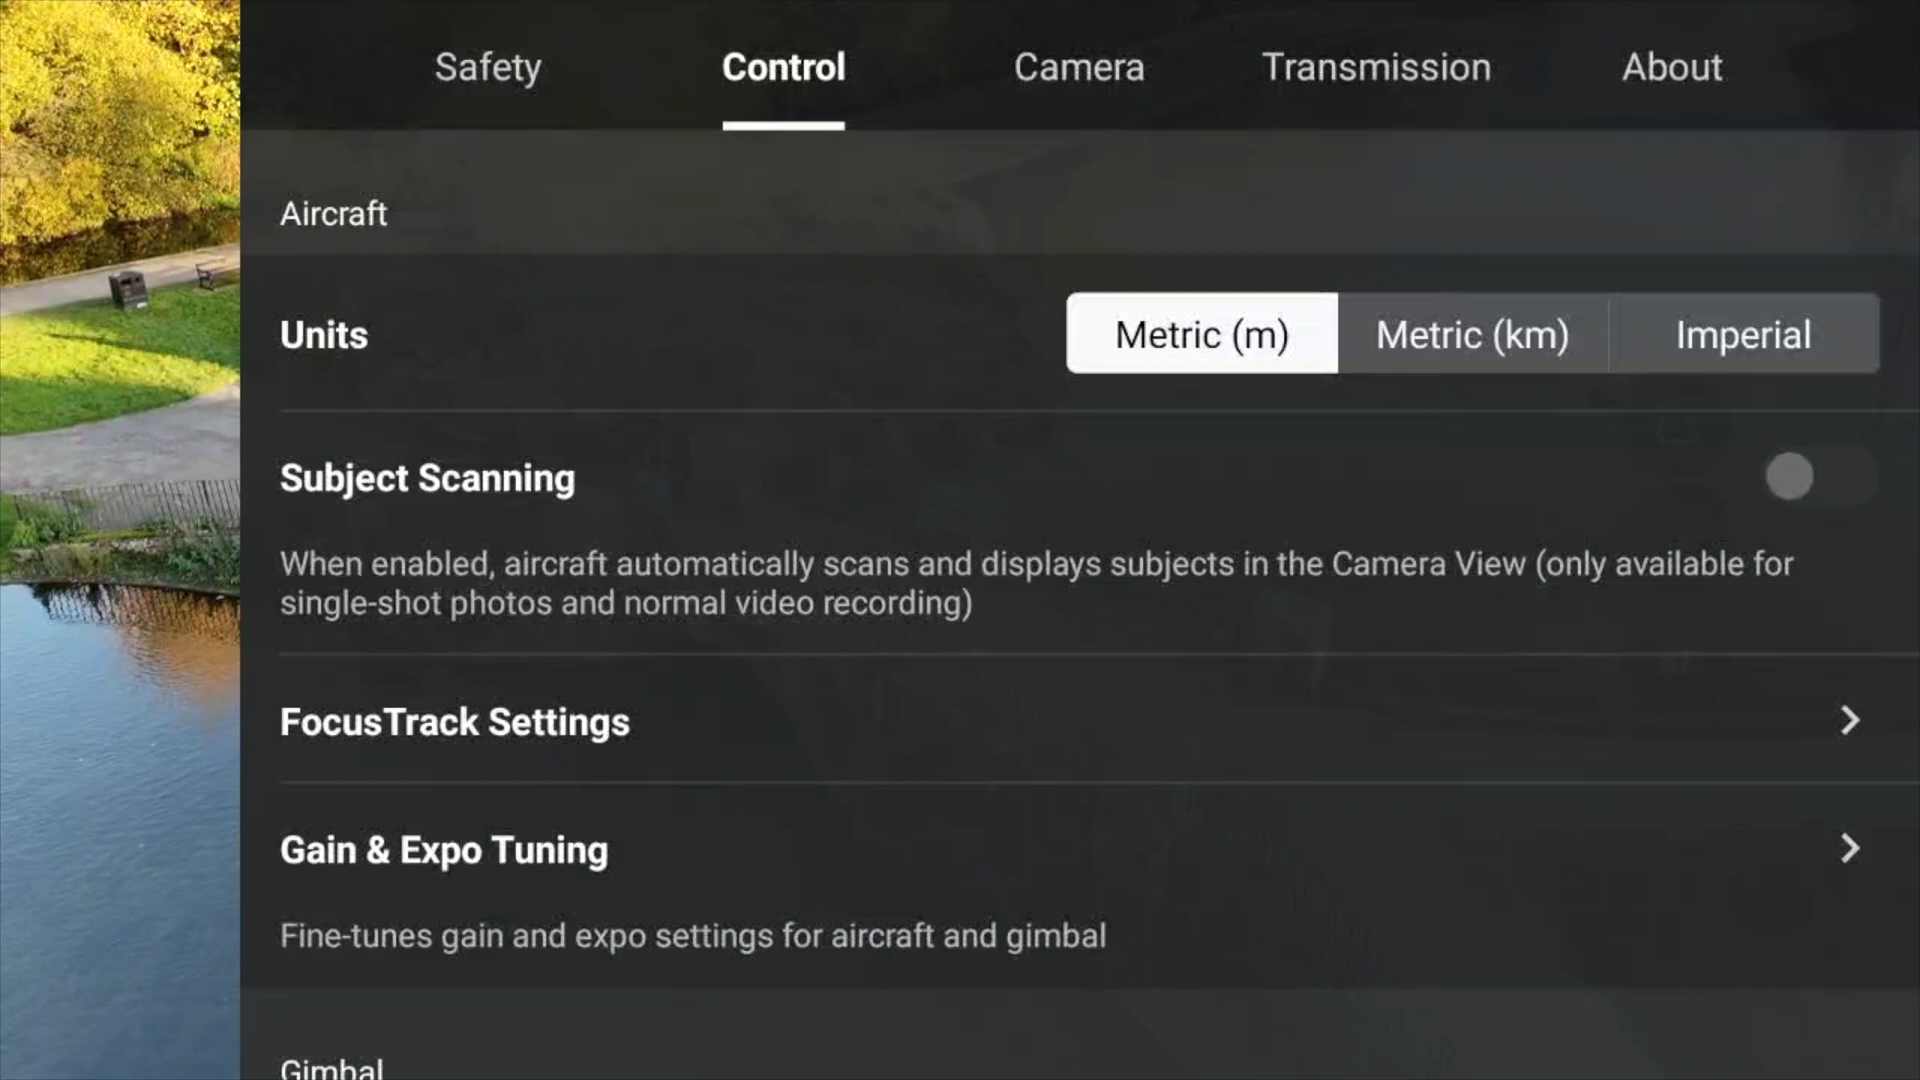 Safety Control Camera Transmission About
Aircraft
Units Metric (m) Metric (km) Imperial
Subject Scanning
When enabled, aircraft automatically scans and displays subjects in the Camera View (only available for
single-shot photos and normal video recording)
FocusTrack Settings
Gain & Expo Tuning
Fine-tunes gain and expo settings for aircraft and gimbal
Gimbal